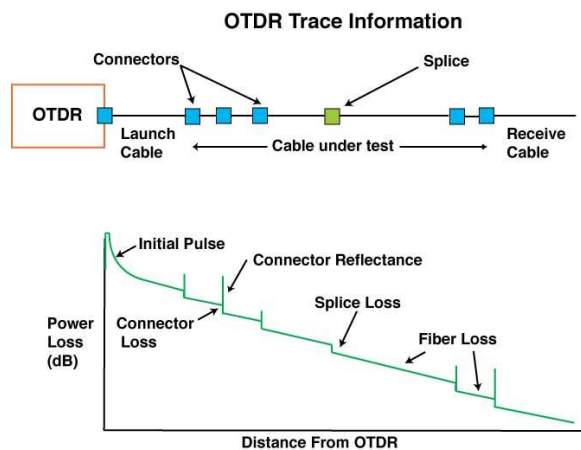 OTDR Trace Information
Connectors
Splice
OTDR
Launch
Cable
Cable under test
Receive
Cable
Initial Pulse
Connector Reflectance
Splice Loss
Power
Loss
(dB)
Connector
Loss
Fiber Loss
Distance From OTDR